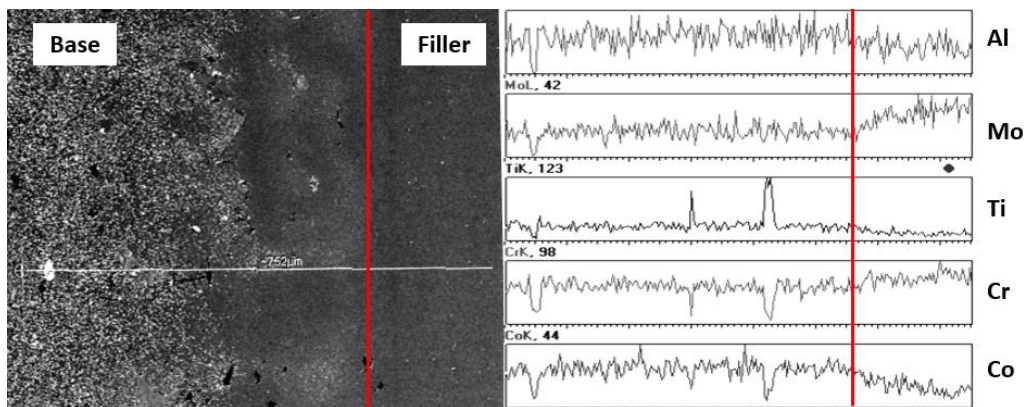 Base
Filler
~752µm
Al
MoL, 42
Mo
TiK, 123
Ti
CrK, 98
Cr
CoK, 44
Co